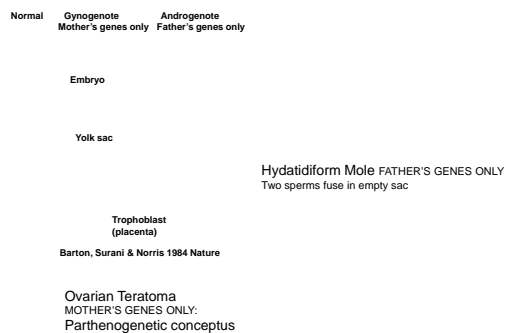 Normal Gynogenote Androgenote
Mother's genes only Father's genes only
Embryo
Yolk sac
Hydatidiform Mole FATHER'S GENES ONLY
Two sperms fuse in empty sac
Trophoblast
(placenta)
Barton, Surani & Norris 1984 Nature
Ovarian Teratoma
MOTHER'S GENES ONLY:
Parthenogenetic conceptus